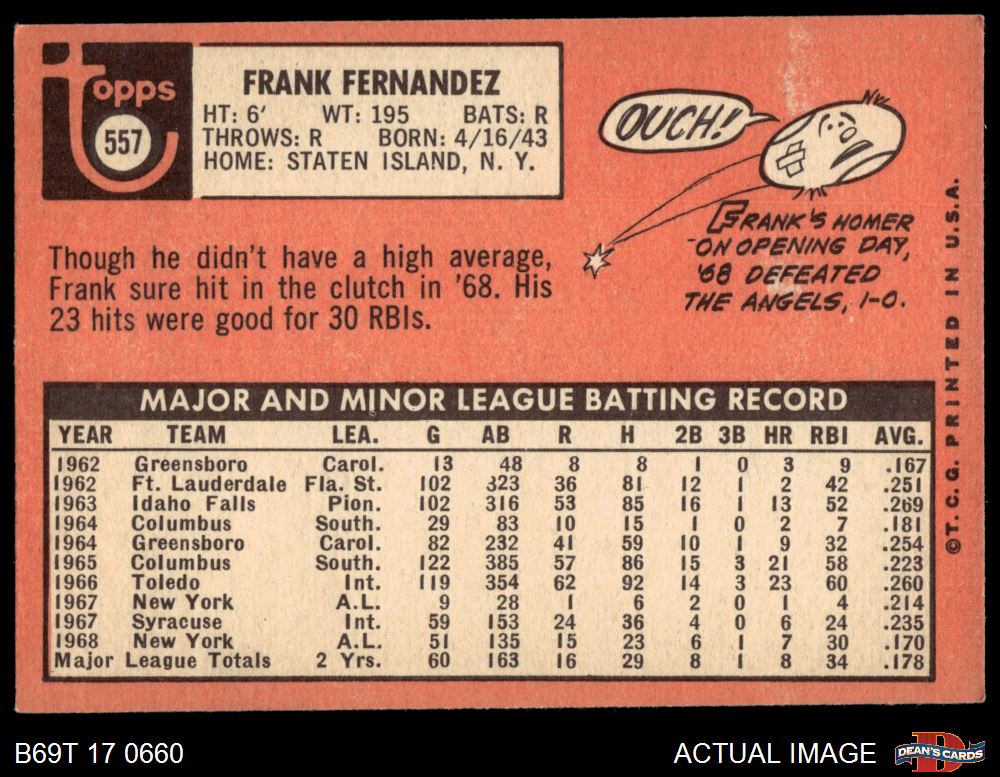 topps
557
FRANK FERNANDEZ
HT: 6' WT: 195 BATS: R
THROWS: R BORN: 4/16/43
HOME: STATEN ISLAND, N. Y.
OUCH!
FRANK'S HOMER
ON OPENING DAY,
'68 DEFEATED
THE ANGELS, 1-0.
Though he didn't have a high average,
Frank sure hit in the clutch in '68. His
23 hits were good for 30 RBIs.
MAJOR AND MINOR LEAGUE BATTING RECORD
YEAR TEAM LEA. G AB R H 2B 3B HR RBI AVG.
1962 Greensboro Carol. 13 48 8 8 1 0 3 9 .167
1962 Ft. Lauderdale Fla. St. 102 323 36 81 12 1 2 42 .251
1963 Idaho Falls Pion. 102 316 53 85 16 1 13 52 .269
1964 Columbus South. 29 83 10 15 1 0 2 7 .181
1964 Greensboro Carol. 82 232 41 59 10 1 9 32 .254
1965 Columbus South. 122 385 57 86 15 3 21 58 .223
1966 Toledo Int. 119 354 62 92 14 3 23 60 .260
1967 New York A.L. 9 28 1 6 2 0 1 4 .214
1967 Syracuse Int. 59 153 24 36 4 0 6 24 .235
1968 New York A.L. 51 135 15 23 6 1 7 30 .170
Major League Totals 2 Yrs. 60 163 16 29 8 1 8 34 .178
©T. C. G. PRINTED IN U.S.A.
B69T 17 0660
ACTUAL IMAGE
D
DEAN'S CARDS